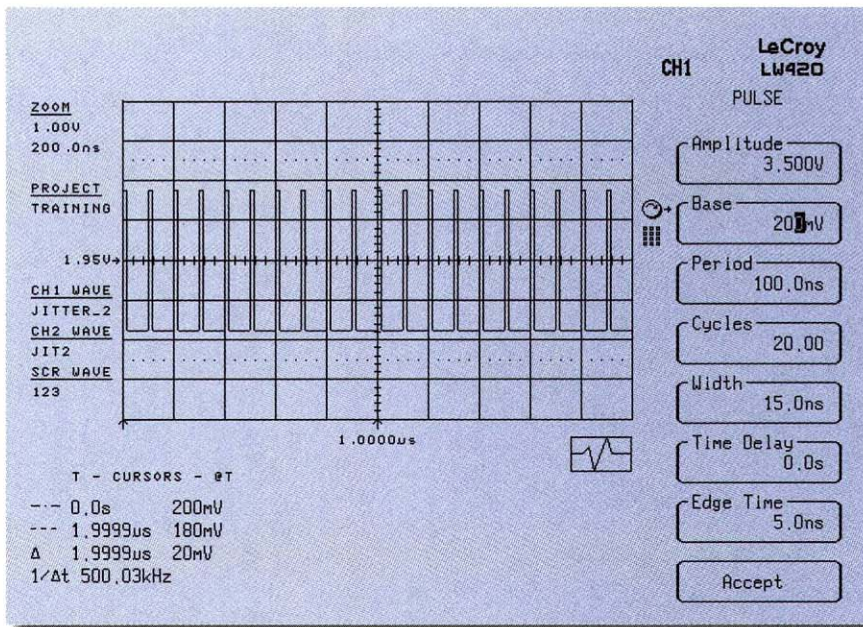 LeCroy
CH1 LW420
PULSE
ZOOM
1.00V
200.0ns
PROJECT
TRAINING
1.95V
CH1 WAVE
JITTER_2
CH2 WAVE
JIT2
SCR WAVE
123
1.0000µs
T - CURSORS - @T
0.0s 200mV
1.9999µs 180mV
Δ 1.9999µs 20mV
1/Δt 500.03kHz
Amplitude
3.500V
Base
200mV
Period
100.0ns
Cycles
20.00
Width
15.0ns
Time Delay
0.0s
Edge Time
5.0ns
Accept